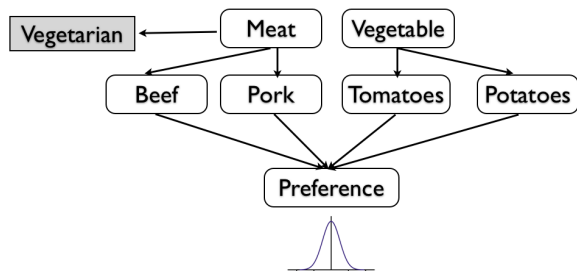 Vegetarian
Meat
Vegetable
Beef
Pork
Tomatoes
Potatoes
Preference